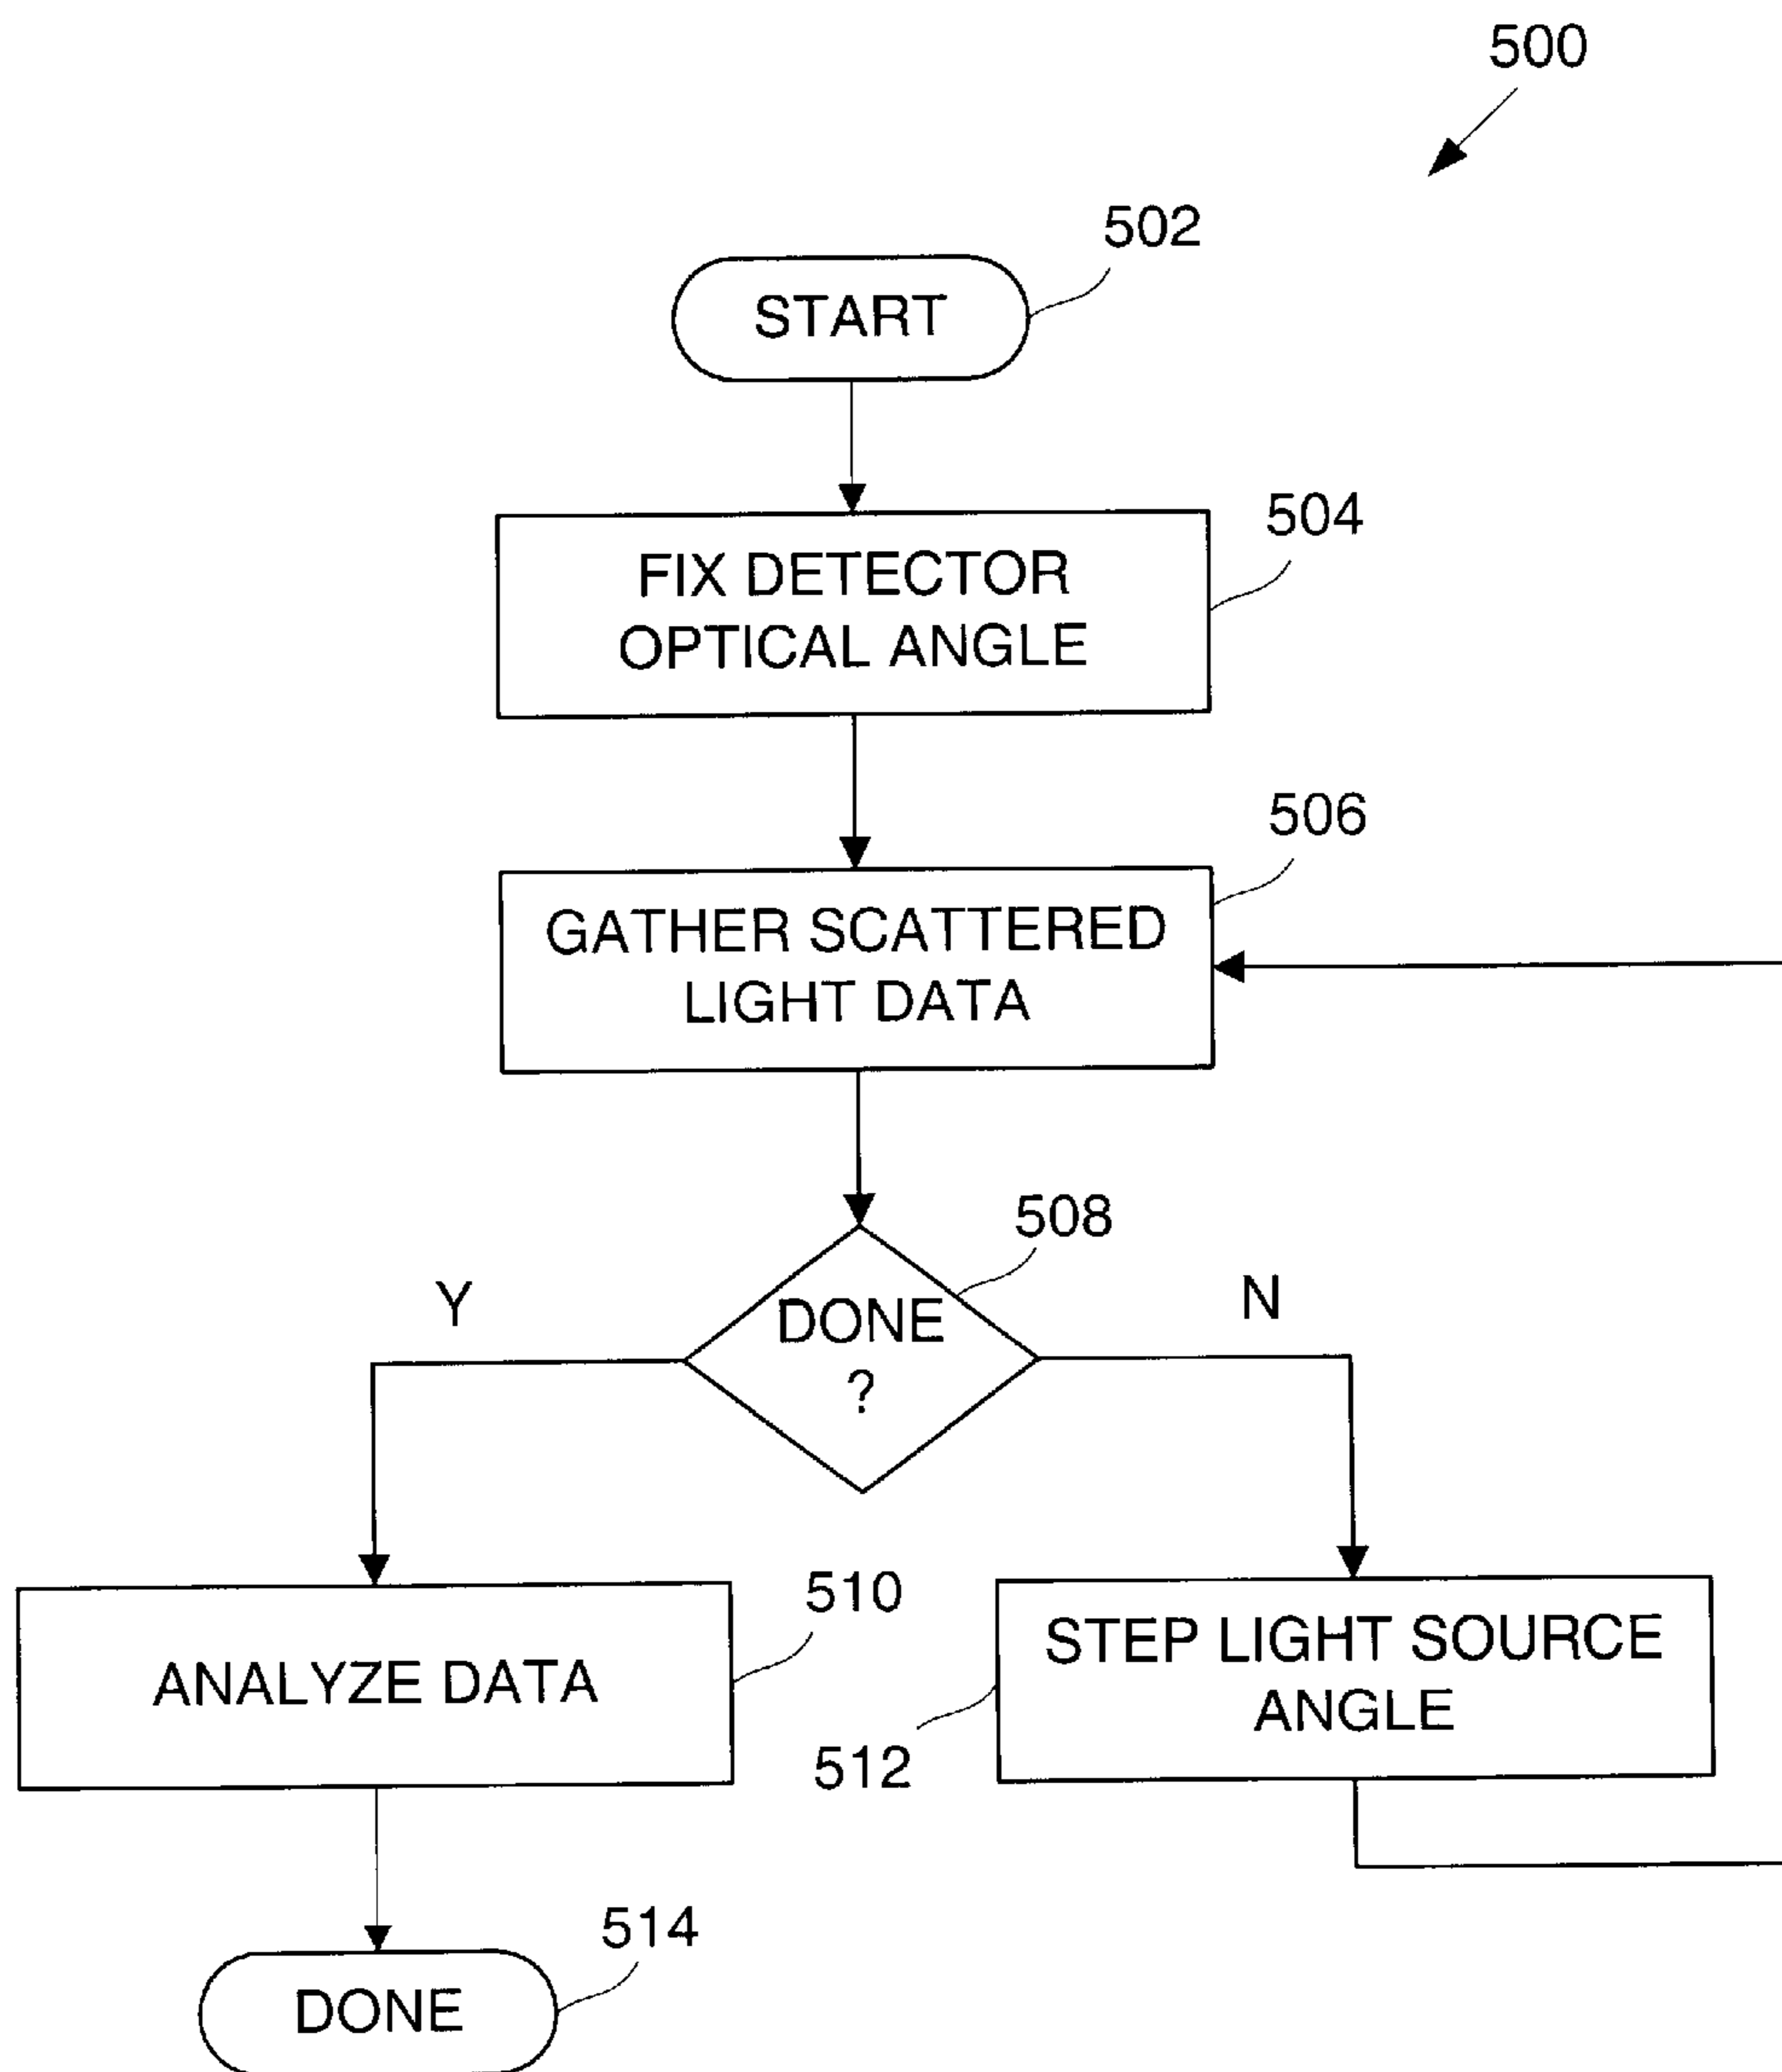 500
502
START
504
FIX DETECTOR
OPTICAL ANGLE
506
GATHER SCATTERED
LIGHT DATA
508
Y
DONE
?
N
510
ANALYZE DATA
STEP LIGHT SOURCE
ANGLE
512
514
DONE